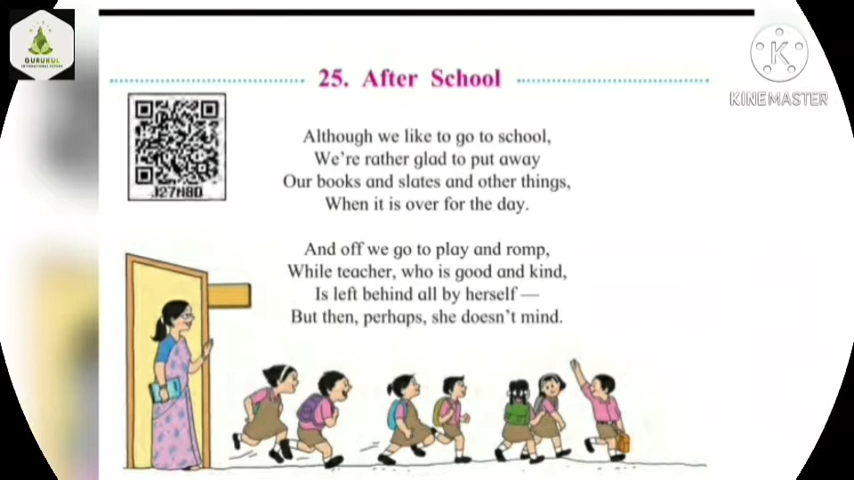 GURUKUL
INTERNATIONAL SCHOOL
KINEMASTER
25. After School
J27H8D
Although we like to go to school,
We're rather glad to put away
Our books and slates and other things,
When it is over for the day.
And off we go to play and romp,
While teacher, who is good and kind,
Is left behind all by herself —
But then, perhaps, she doesn't mind.